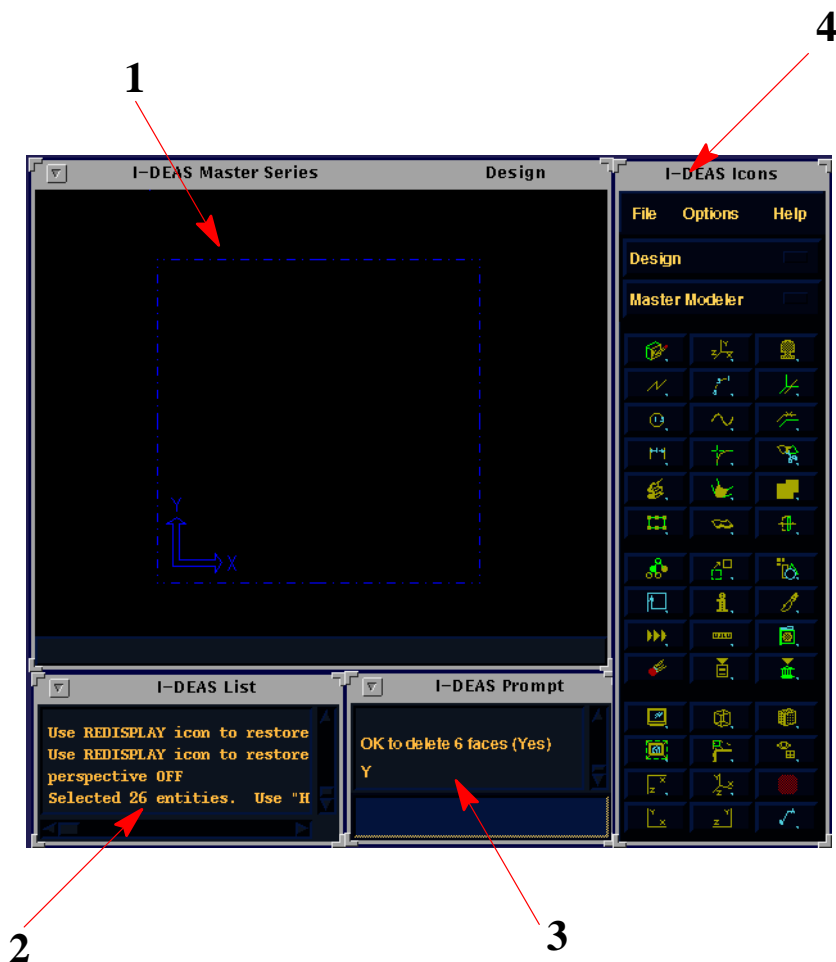 4
1
I-DEAS Master Series Design
I-DEAS Icons
File Options Help
Design
Master Modeler
Y
X
I-DEAS List
Use REDISPLAY icon to restore
Use REDISPLAY icon to restore
perspective OFF
Selected 26 entities. Use "H
I-DEAS Prompt
OK to delete 6 faces (Yes)
Y
2
3